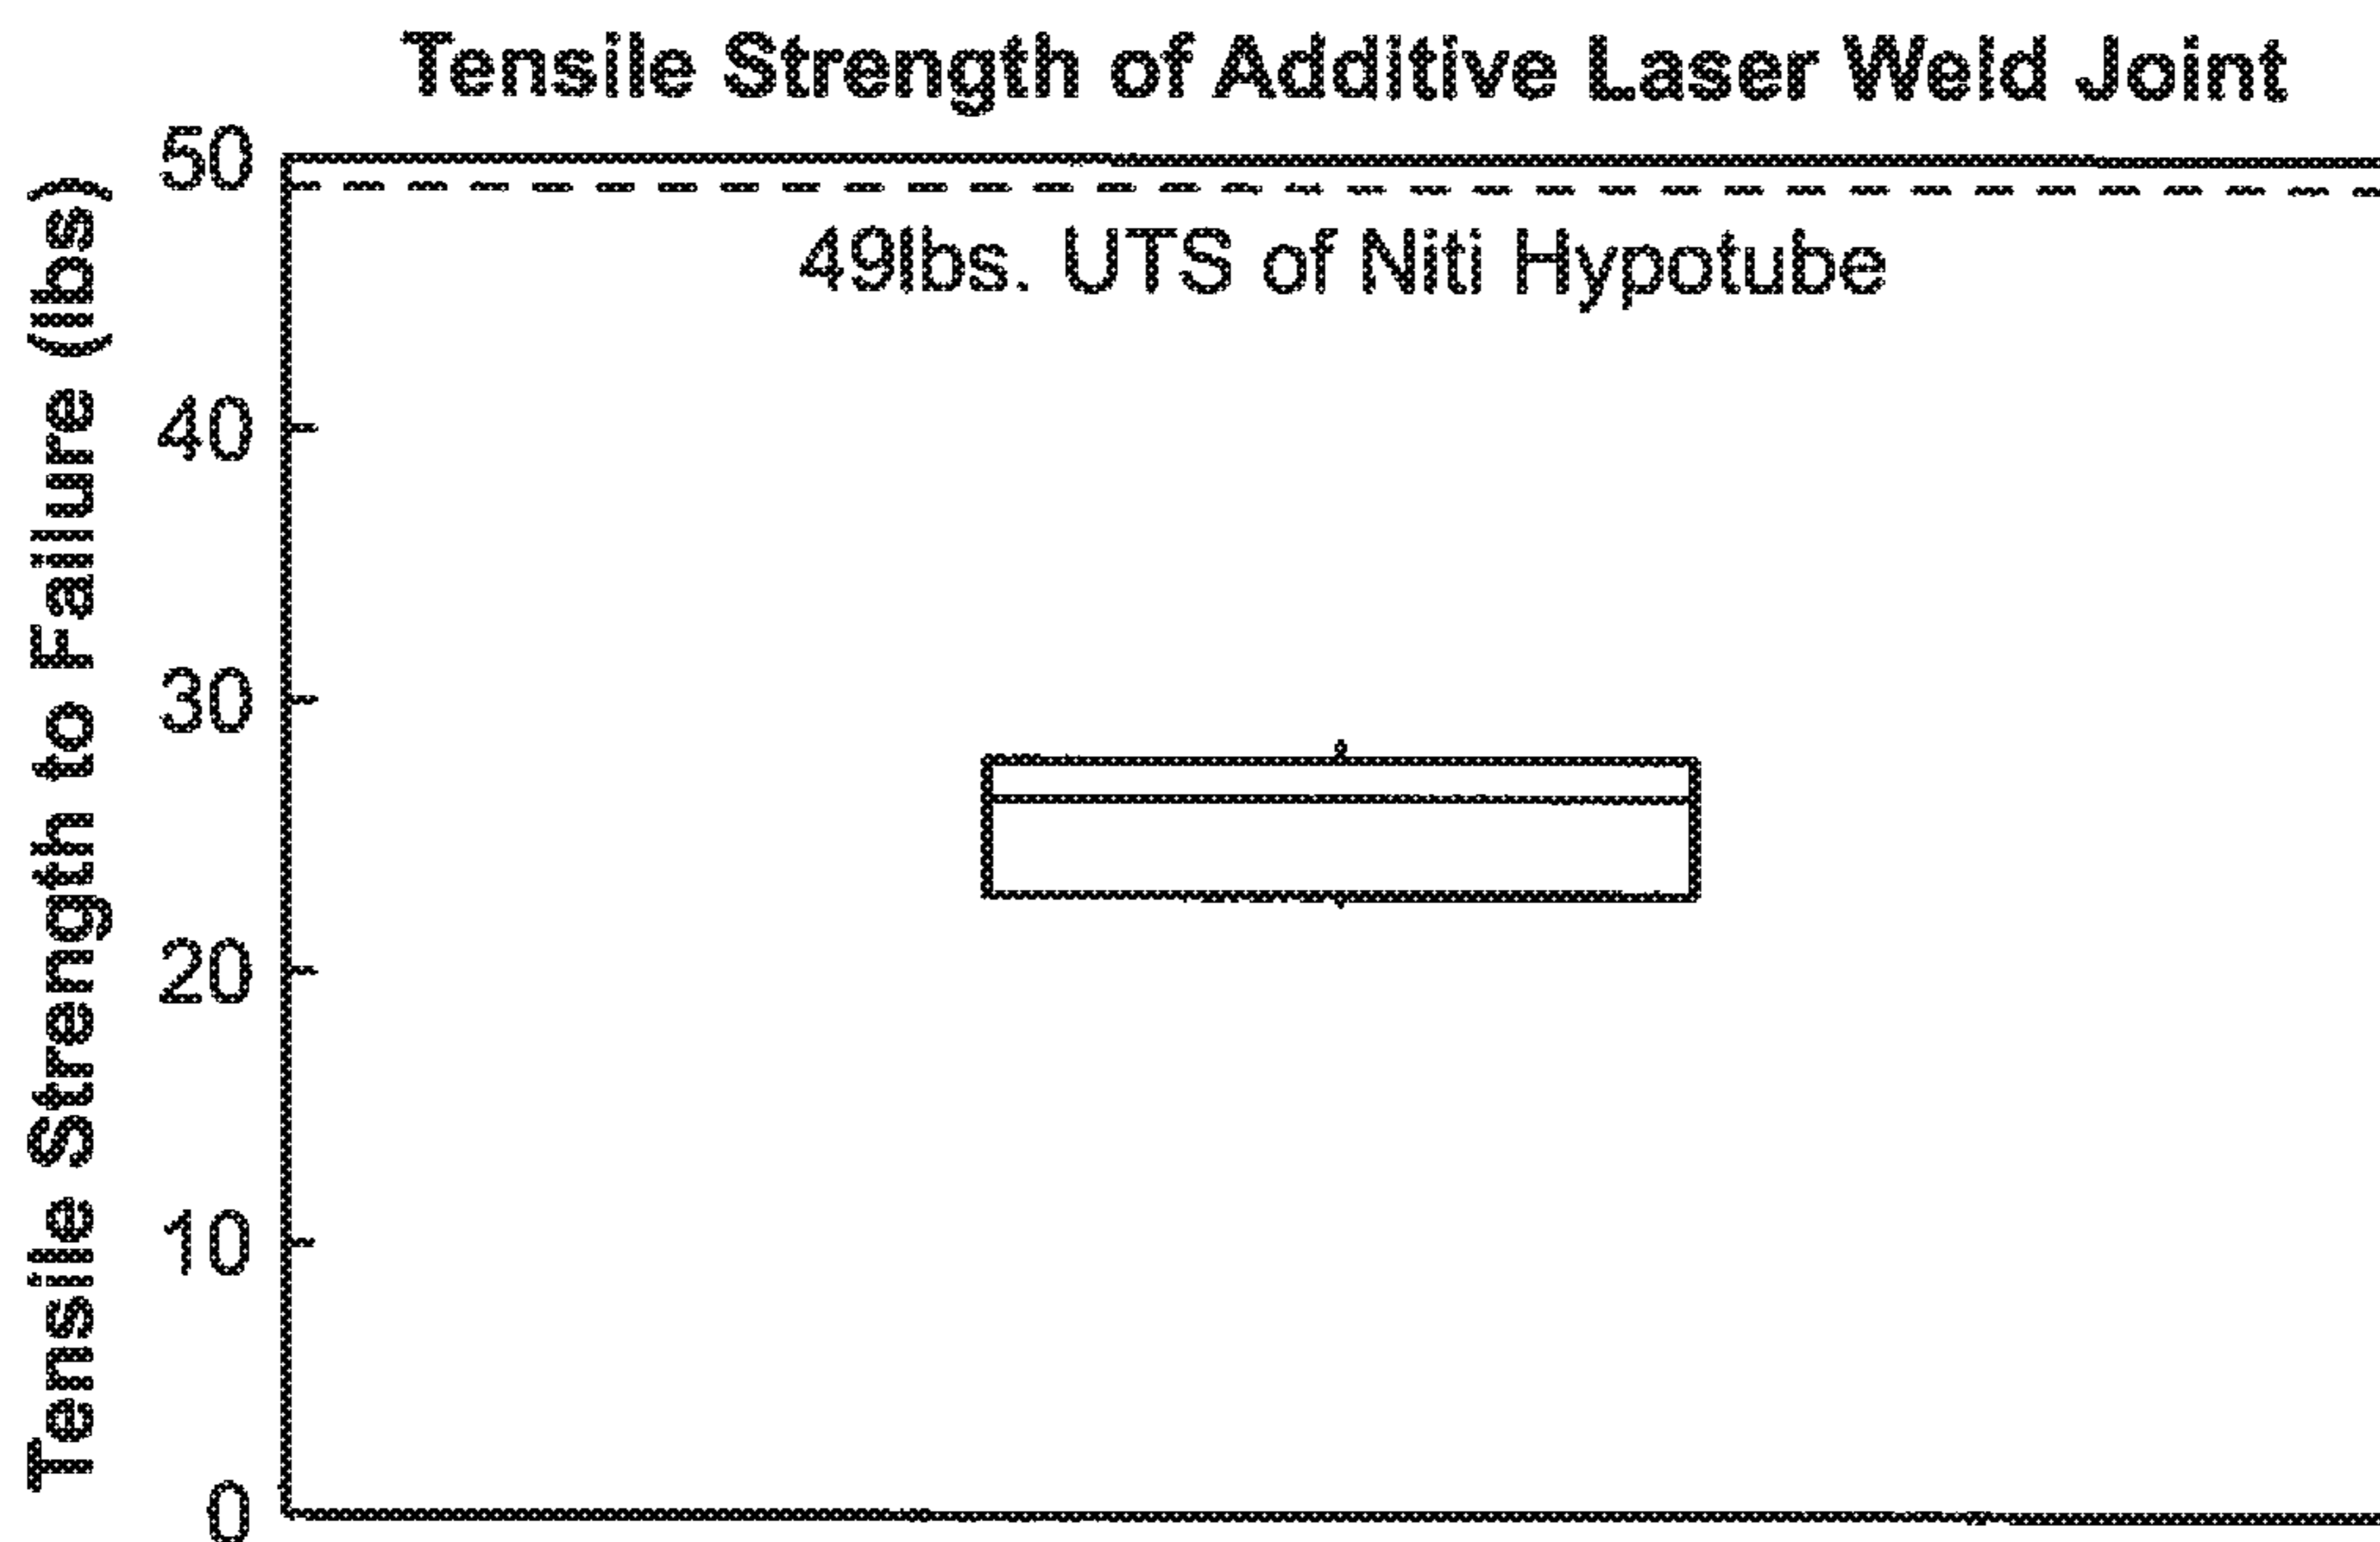 Tensile Strength of Additive Laser Weld Joint
Tensile Strength to Failure (lbs)
50
49lbs. UTS of Niti Hypotube
40
30
20
10
0